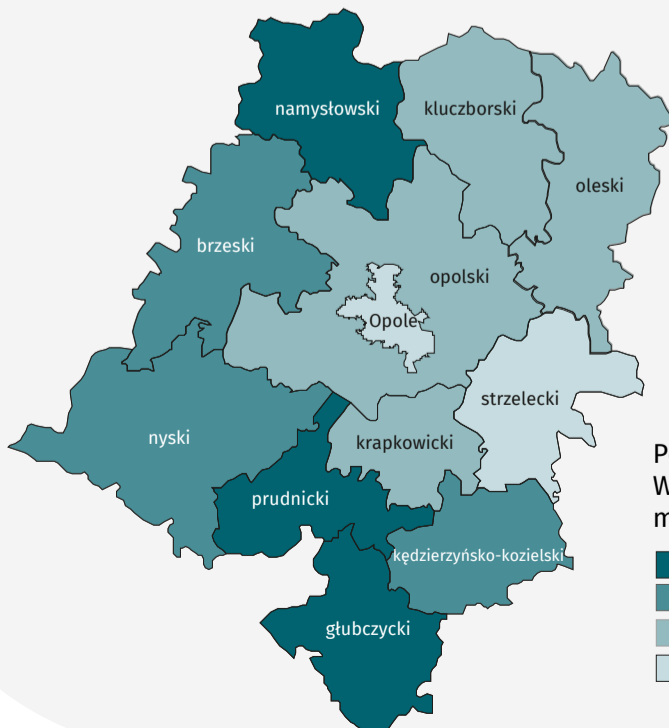 namysłowski
kluczborski
oleski
brzeski
opolski
Opole
strzelecki
nyski
krapkowicki
prudnicki
kędzierzyńsko-kozielski
głubczycki
P
W
m